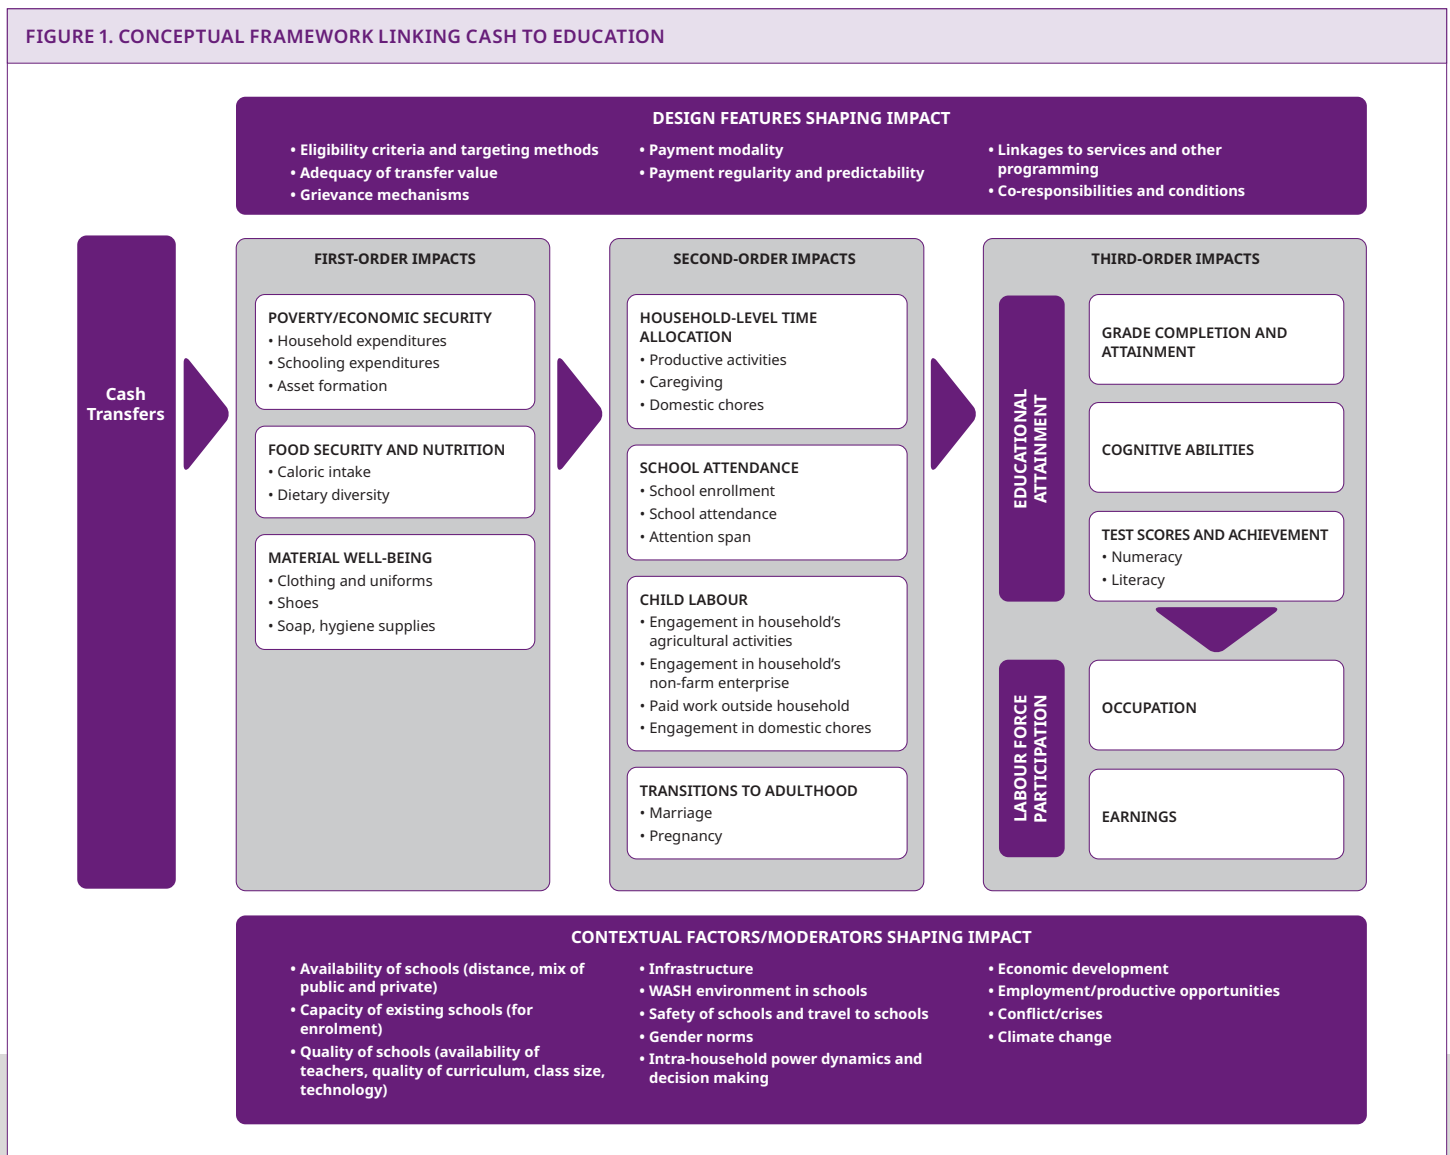 FIGURE 1. CONCEPTUAL FRAMEWORK LINKING CASH TO EDUCATION
DESIGN FEATURES SHAPING IMPACT
• Eligibility criteria and targeting methods
• Adequacy of transfer value
• Grievance mechanisms
• Payment modality
• Payment regularity and predictability
• Linkages to services and other
programming
• Co-responsibilities and conditions
Cash
Transfers
FIRST-ORDER IMPACTS
POVERTY/ECONOMIC SECURITY
• Household expenditures
• Schooling expenditures
• Asset formation
FOOD SECURITY AND NUTRITION
• Caloric intake
• Dietary diversity
MATERIAL WELL-BEING
• Clothing and uniforms
• Shoes
• Soap, hygiene supplies
SECOND-ORDER IMPACTS
HOUSEHOLD-LEVEL TIME
ALLOCATION
• Productive activities
• Caregiving
• Domestic chores
SCHOOL ATTENDANCE
• School enrollment
• School attendance
• Attention span
CHILD LABOUR
• Engagement in household’s
agricultural activities
• Engagement in household’s
non-farm enterprise
• Paid work outside household
• Engagement in domestic chores
TRANSITIONS TO ADULTHOOD
• Marriage
• Pregnancy
THIRD-ORDER IMPACTS
EDUCATIONAL
ATTAINMENT
GRADE COMPLETION AND
ATTAINMENT
COGNITIVE ABILITIES
TEST SCORES AND ACHIEVEMENT
• Numeracy
• Literacy
LABOUR FORCE
PARTICIPATION
OCCUPATION
EARNINGS
CONTEXTUAL FACTORS/MODERATORS SHAPING IMPACT
• Availability of schools (distance, mix of
public and private)
• Capacity of existing schools (for
enrolment)
• Quality of schools (availability of
teachers, quality of curriculum, class size,
technology)
• Infrastructure
• WASH environment in schools
• Safety of schools and travel to schools
• Gender norms
• Intra-household power dynamics and
decision making
• Economic development
• Employment/productive opportunities
• Conflict/crises
• Climate change